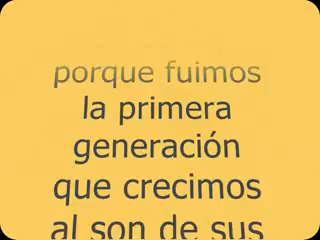 porque fuimos
la primera
generación
que crecimos
al son de sus